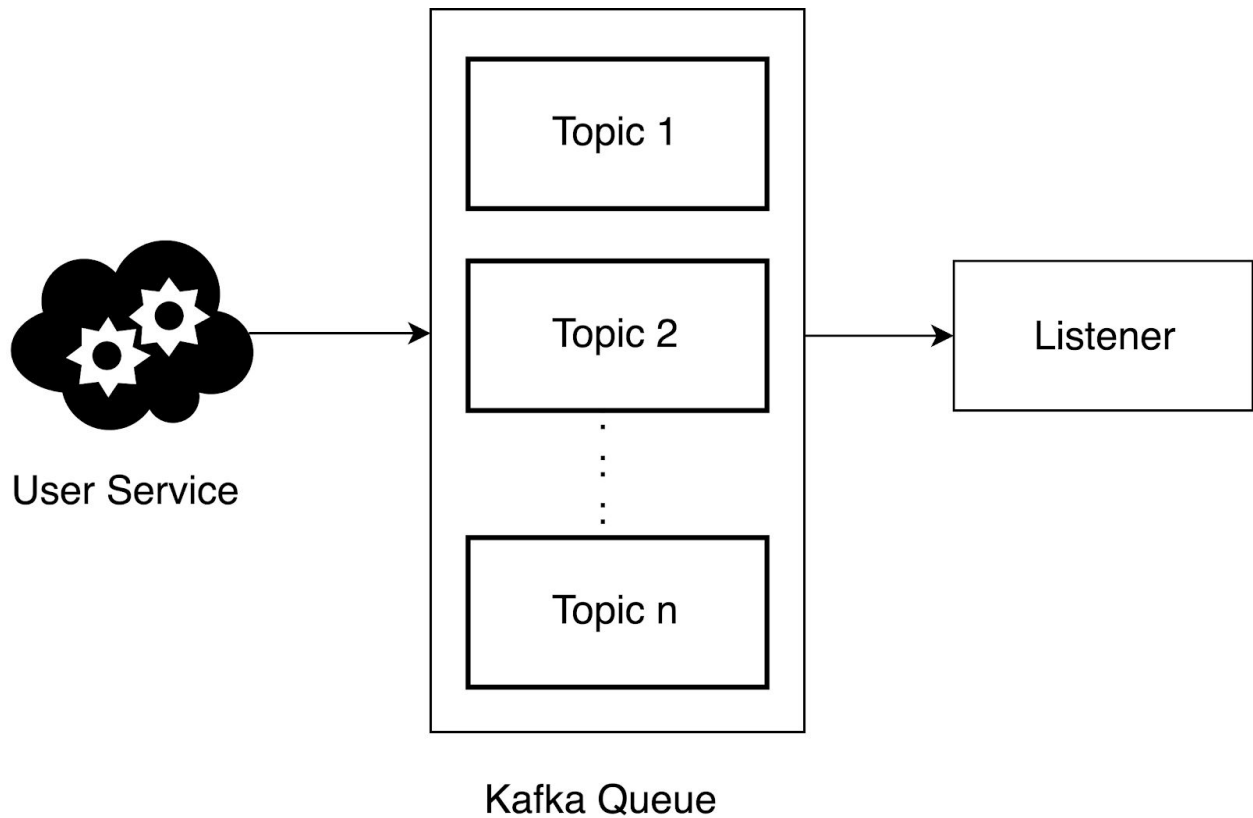 Topic 1
Topic 2
Topic n
User Service
Listener
Kafka Queue